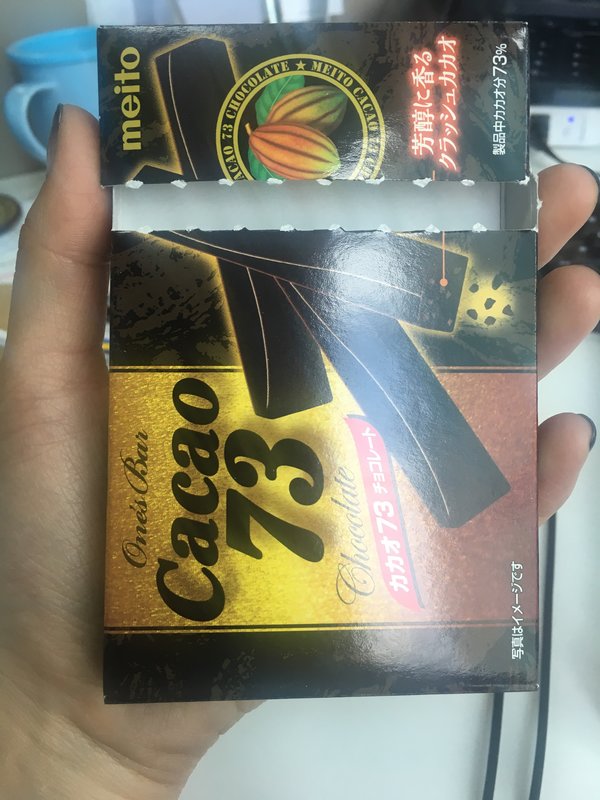 meito
CACAO 73 CHOCOLATE ★ MEITO CACAO
芳醇に香る
クラッシュカカオ
製品中カカオ分73%
One's Bar
Cacao
73
Chocolate
カカオ73 チョコレート
写真はイメージです